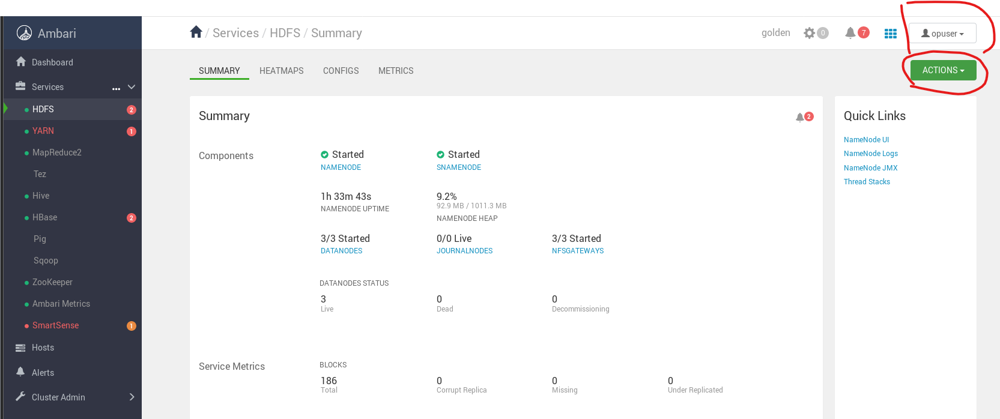 Ambari
/ Services / HDFS / Summary
golden
0
7
opuser
Dashboard
Services
...
HDFS
2
YARN
1
MapReduce2
Tez
Hive
HBase
2
Pig
Sqoop
ZooKeeper
Ambari Metrics
SmartSense
1
Hosts
Alerts
Cluster Admin
SUMMARY
HEATMAPS
CONFIGS
METRICS
ACTIONS
Summary
2
Components
Started
NAMENODE
Started
SNAMENODE
1h 33m 43s
NAMENODE UPTIME
9.2%
92.9 MB / 1011.3 MB
NAMENODE HEAP
3/3 Started
DATANODES
0/0 Live
JOURNALNODES
3/3 Started
NFSGATEWAYS
DATANODES STATUS
3
Live
0
Dead
0
Decommissioning
Service Metrics
BLOCKS
186
Total
0
Corrupt Replica
0
Missing
0
Under Replicated
Quick Links
NameNode UI
NameNode Logs
NameNode JMX
Thread Stacks